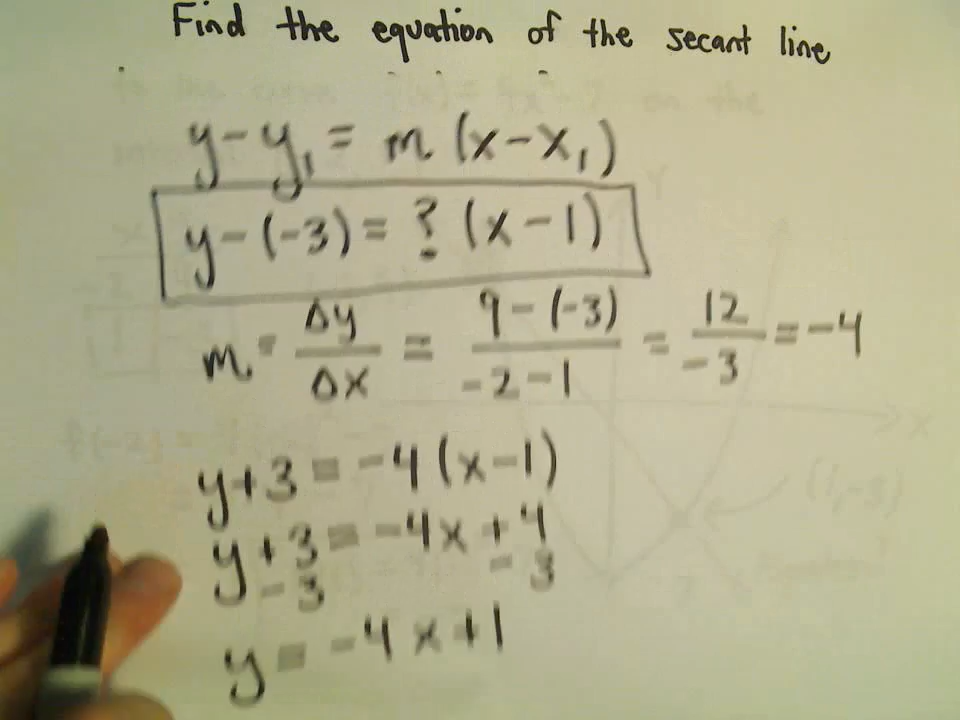 Find the equation of the secant line
y - y₁ = m (x - x₁)
y - (-3) = ? (x - 1)
m = Δy/Δx = 9 - (-3)/-2 - 1 = 12/-3 = -4
y + 3 = -4 (x - 1)
y + 3 = -4x + 4
- 3 - 3
y = -4x + 1